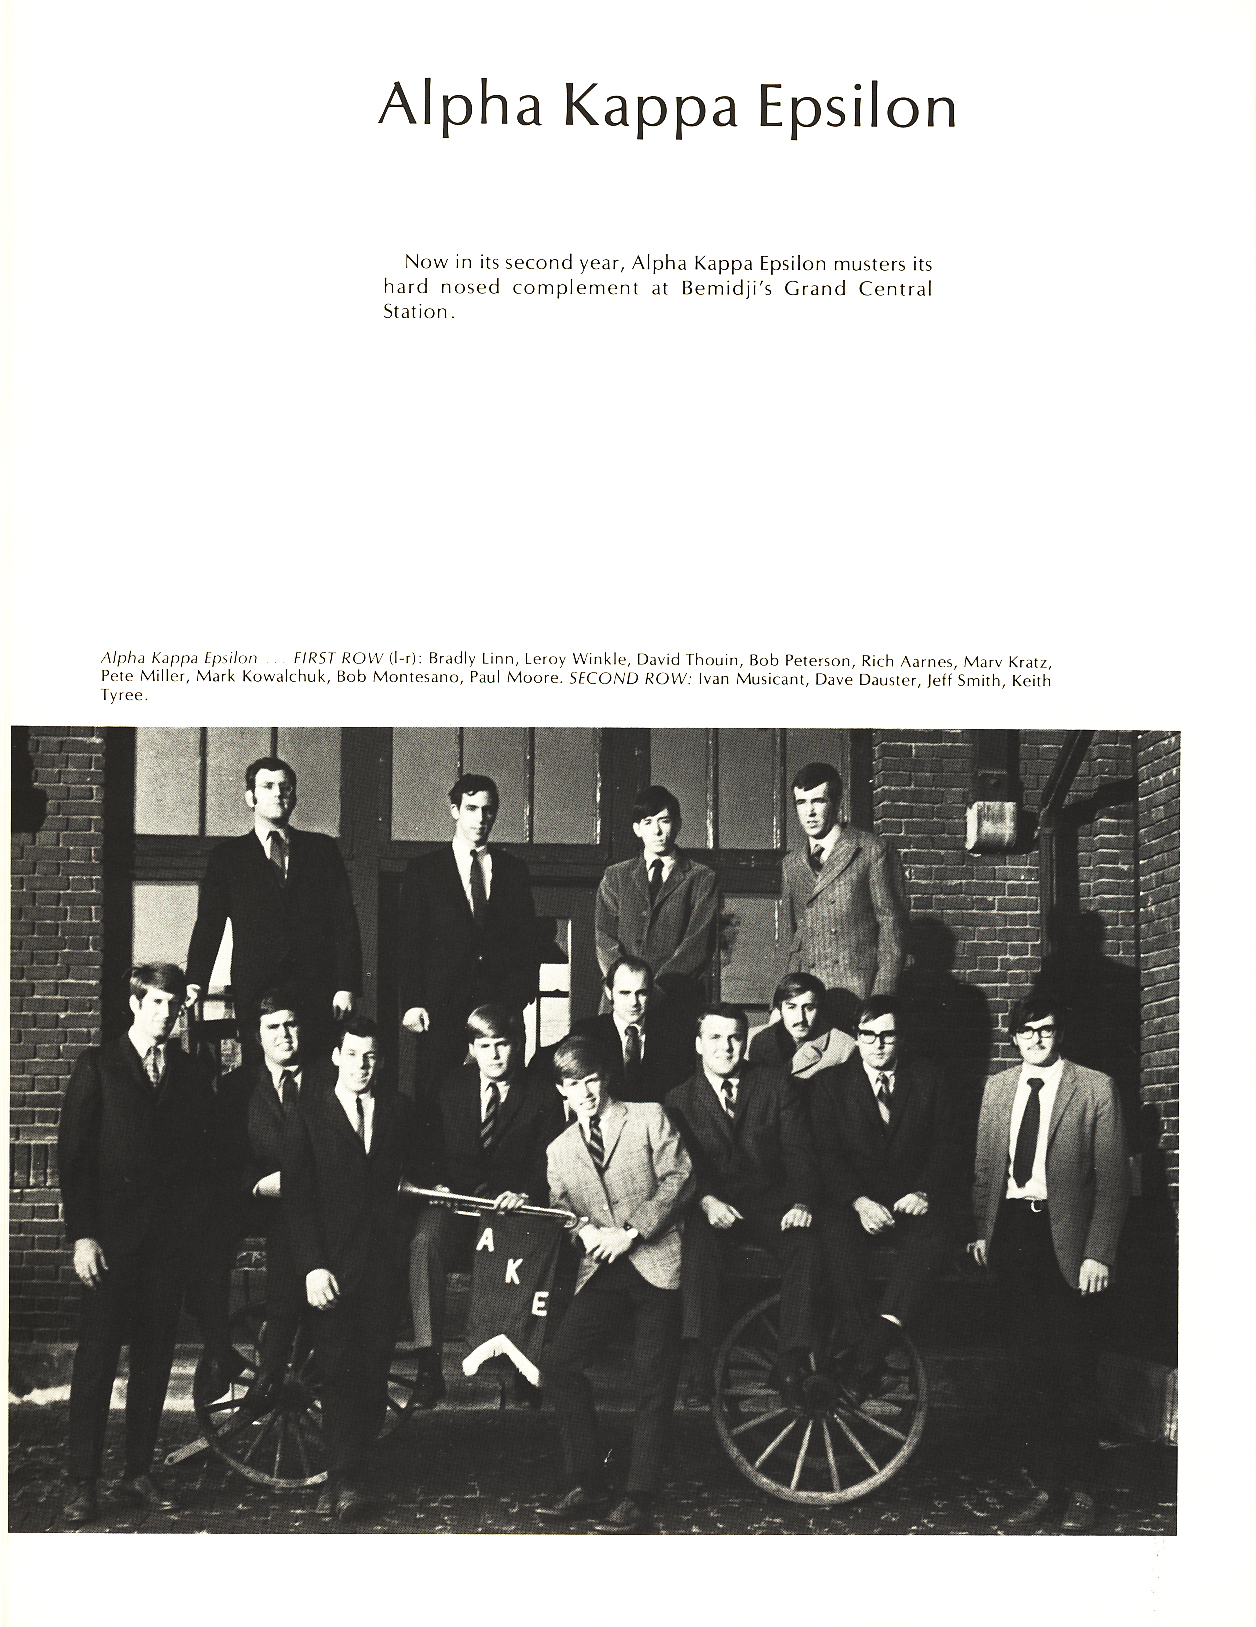 Alpha Kappa Epsilon
Now in its second year, Alpha Kappa Epsilon musters its
hard nosed complement at Bemidji's Grand Central
Station.
Alpha Kappa Epsilon ... FIRST ROW (l-r): Bradly Linn, Leroy Winkle, David Thouin, Bob Peterson, Rich Aarnes, Marv Kratz,
Pete Miller, Mark Kowalchuk, Bob Montesano, Paul Moore. SECOND ROW: Ivan Musicant, Dave Dauster, Jeff Smith, Keith
Tyree.
A
K
E